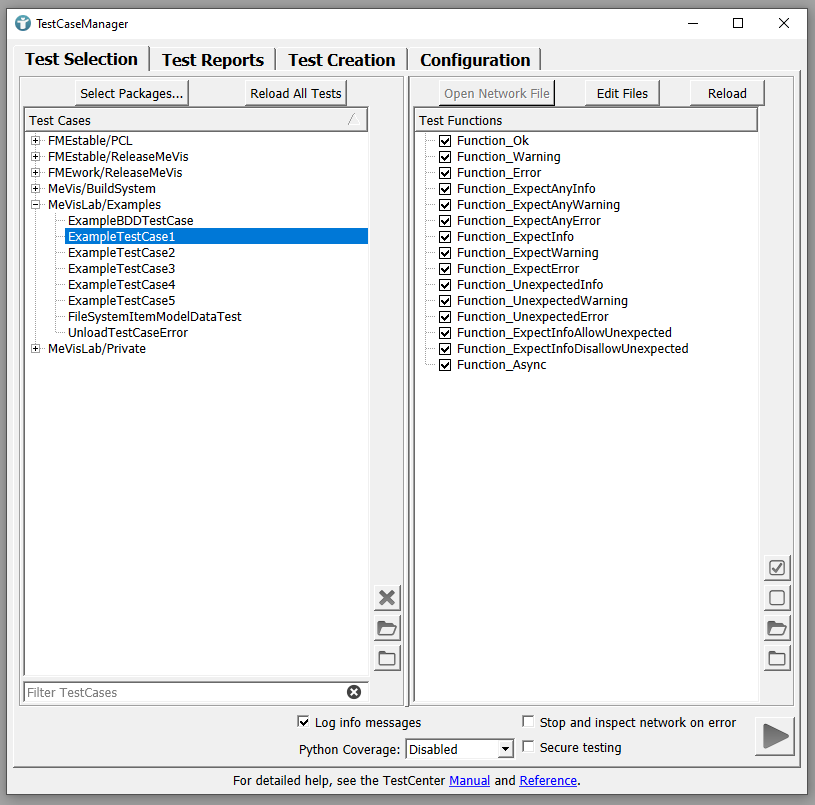 TestCaseManager
Test Selection Test Reports Test Creation Configuration
Select Packages... Reload All Tests Open Network File Edit Files Reload
Test Cases
FMEstable/PCL
FMEstable/ReleaseMeVis
FMEwork/ReleaseMeVis
MeVis/BuildSystem
MeVisLab/Examples
ExampleBDDTestCase
ExampleTestCase1
ExampleTestCase2
ExampleTestCase3
ExampleTestCase4
ExampleTestCase5
FileSystemItemModelDataTest
UnloadTestCaseError
MeVisLab/Private
Filter TestCases
Test Functions
Function_Ok
Function_Warning
Function_Error
Function_ExpectAnyInfo
Function_ExpectAnyWarning
Function_ExpectAnyError
Function_ExpectInfo
Function_ExpectWarning
Function_ExpectError
Function_UnexpectedInfo
Function_UnexpectedWarning
Function_UnexpectedError
Function_ExpectInfoAllowUnexpected
Function_ExpectInfoDisallowUnexpected
Function_Async
Log info messages Stop and inspect network on error
Python Coverage: Disabled Secure testing
For detailed help, see the TestCenter Manual and Reference.